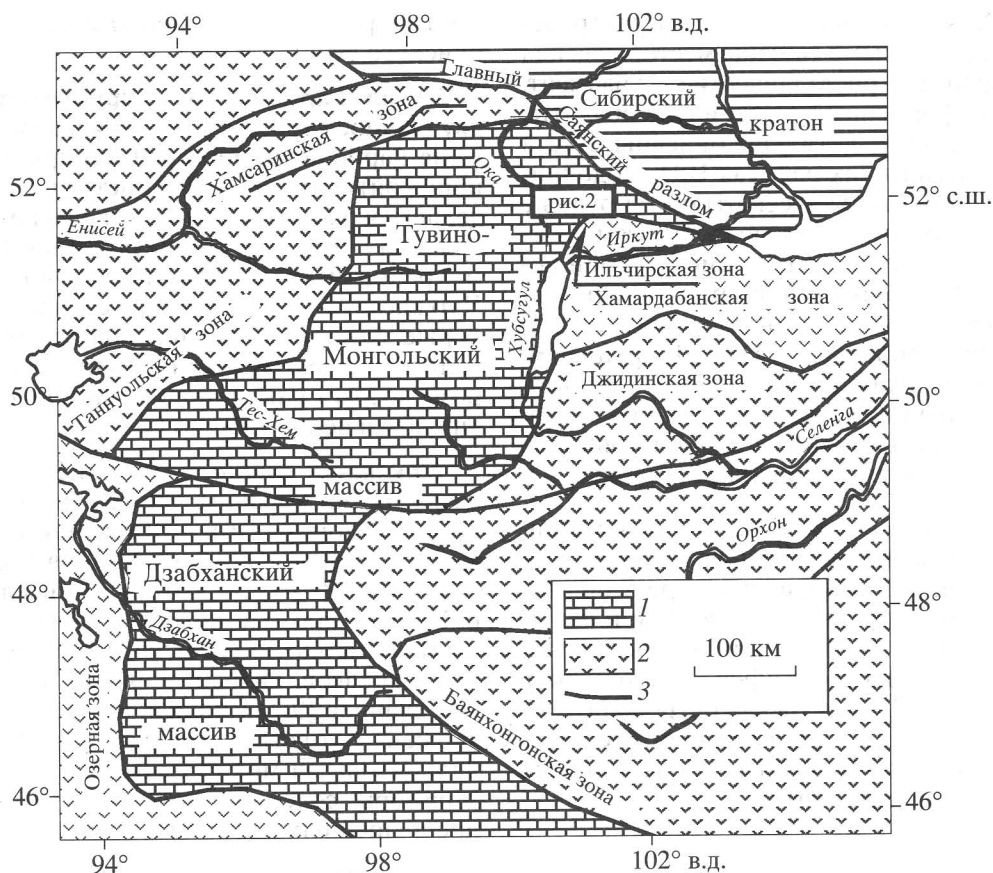 94°
98°
102° в.д.
Главный
Сибирский
кратон
Саянский
разлом
Хамсаринская
зона
Ока
52°
52° с.ш.
рис.2
Енисей
Тувино-
Иркут
Ильчирская зона
Хамардабанская зона
Хубсугул
Монгольский
Таннуольская зона
Джидинская зона
50°
50°
Тес-Хем
Селенга
массив
Орхон
Дзабханский
48°
48°
Дзабхан
1
2
3
100 км
Озерная зона
массив
Баянхонгонская зона
46°
46°
94°
98°
102° в.д.